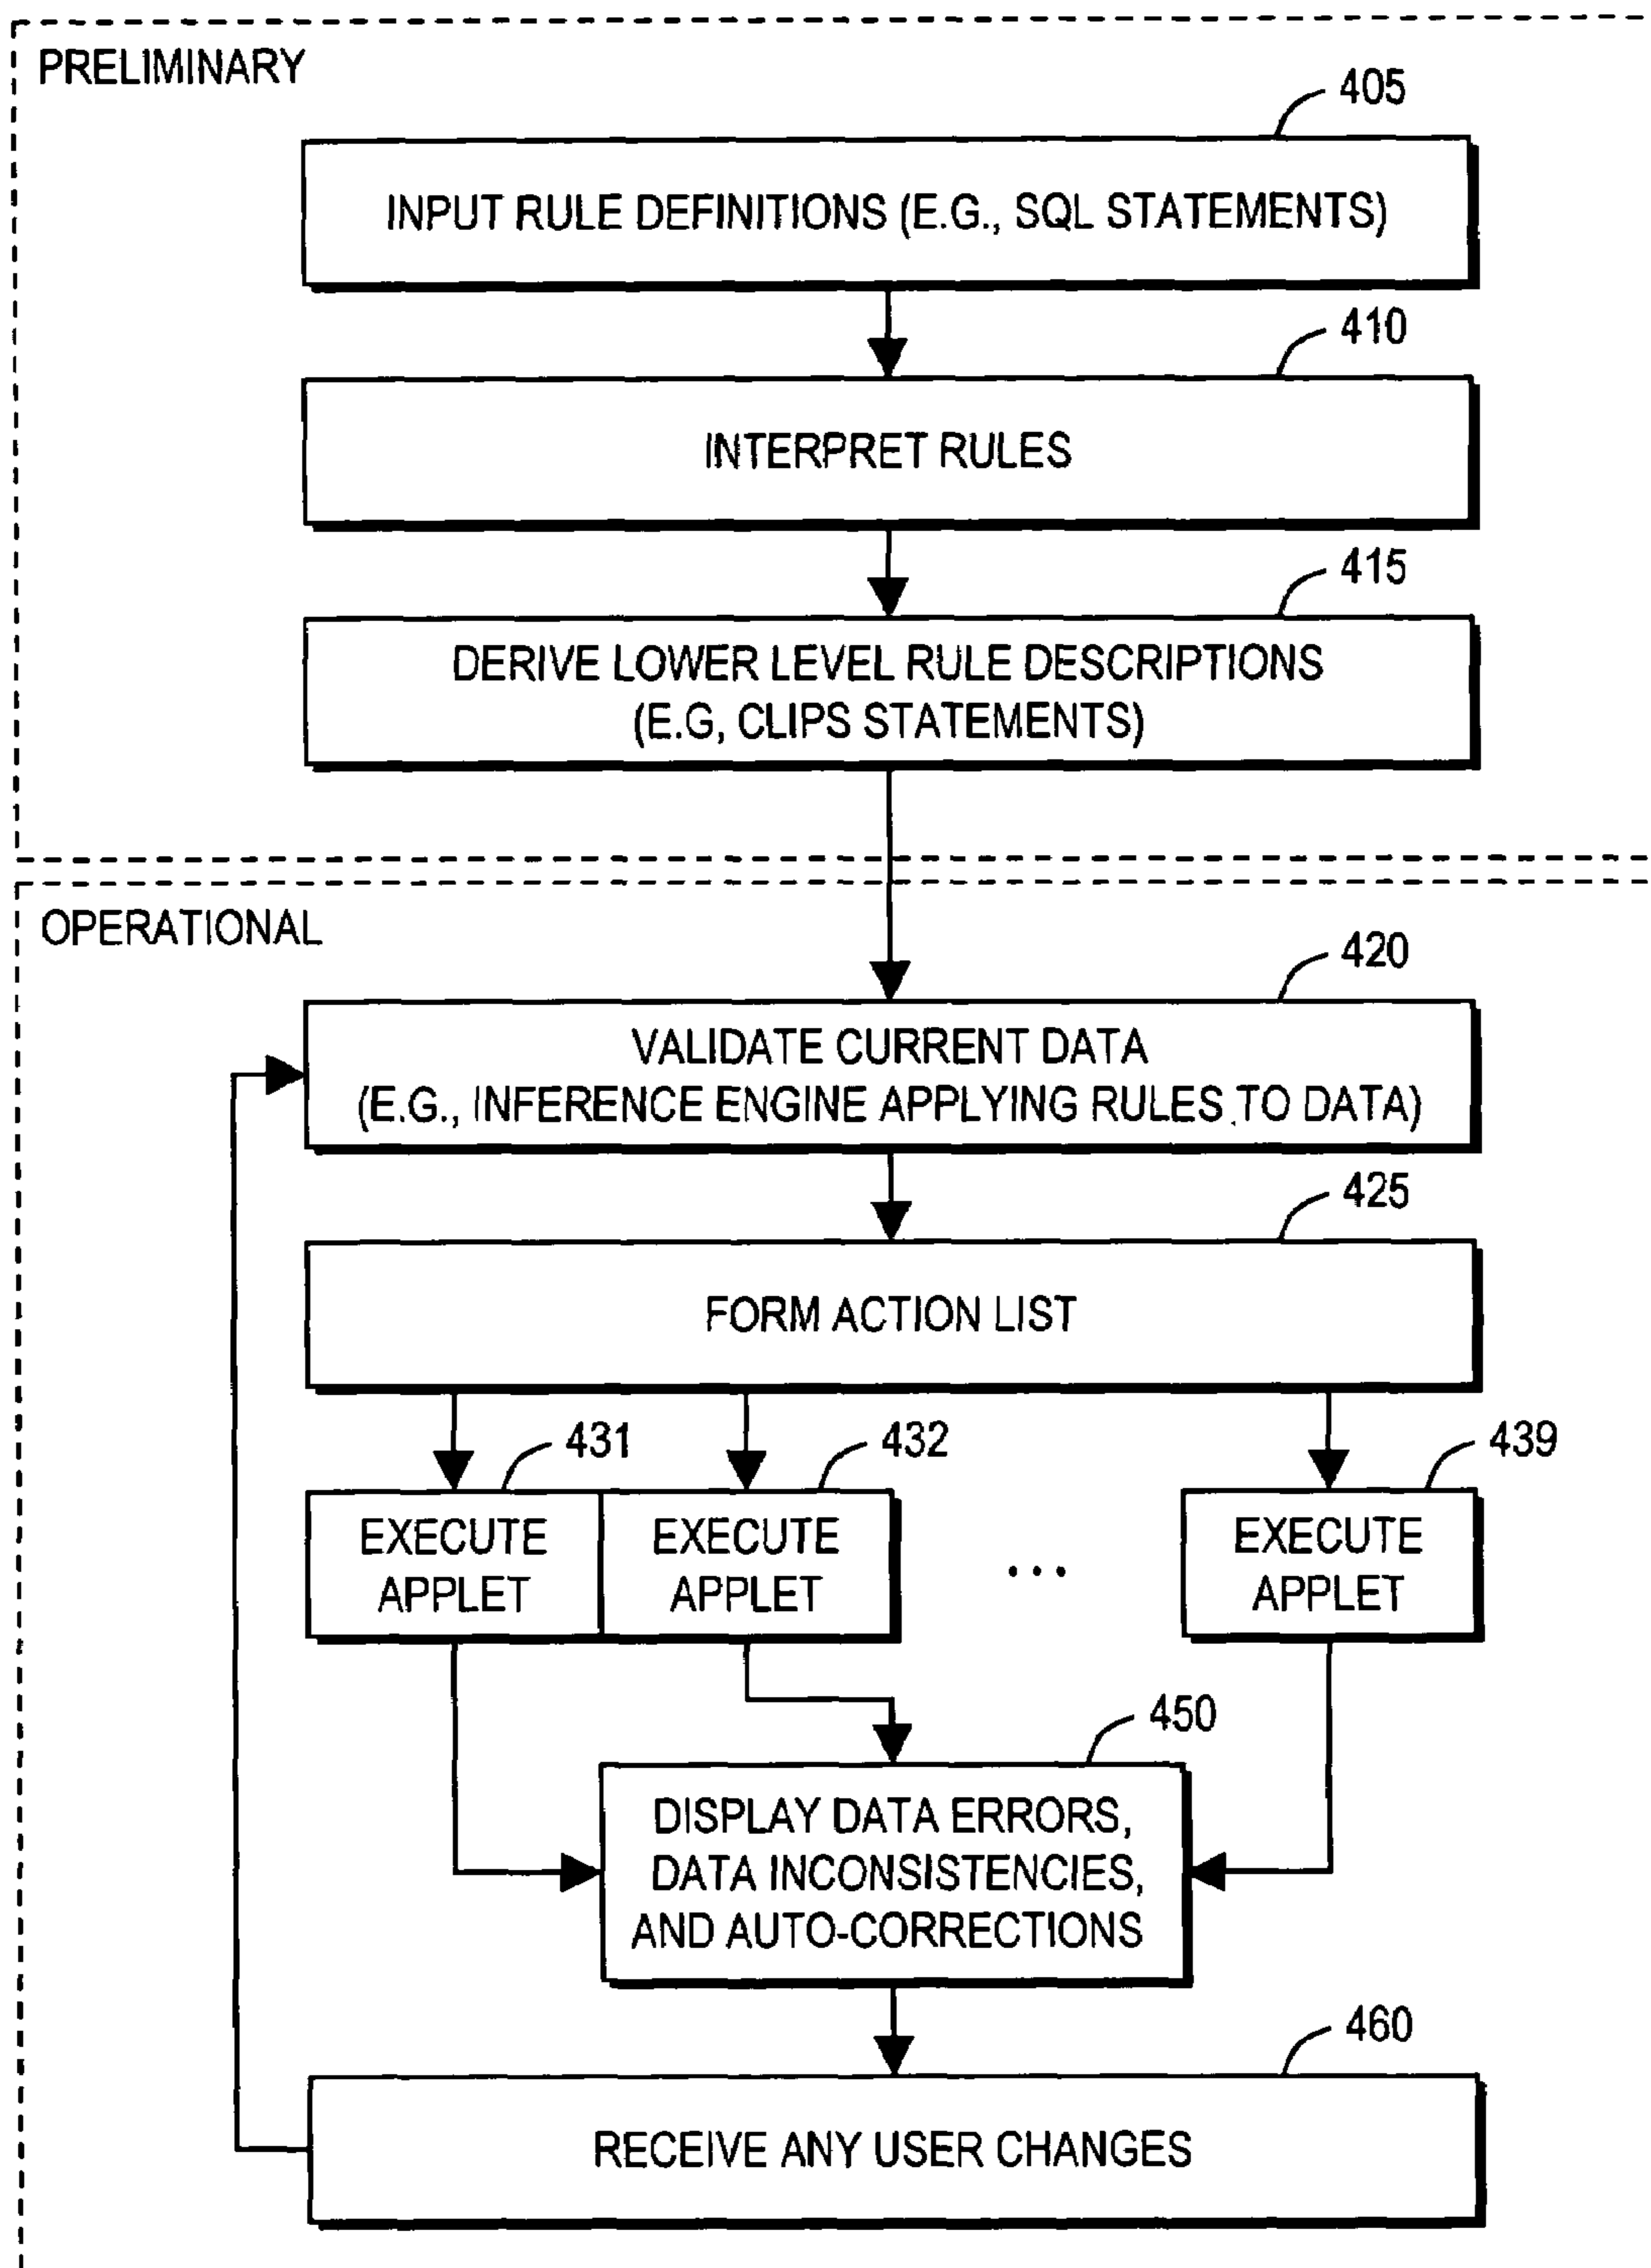 PRELIMINARY
405
INPUT RULE DEFINITIONS (E.G., SQL STATEMENTS)
410
INTERPRET RULES
415
DERIVE LOWER LEVEL RULE DESCRIPTIONS
(E.G, CLIPS STATEMENTS)
OPERATIONAL
420
VALIDATE CURRENT DATA
(E.G., INFERENCE ENGINE APPLYING RULES TO DATA)
425
FORM ACTION LIST
431
432
439
EXECUTE
APPLET
EXECUTE
APPLET
...
EXECUTE
APPLET
450
DISPLAY DATA ERRORS,
DATA INCONSISTENCIES,
AND AUTO-CORRECTIONS
460
RECEIVE ANY USER CHANGES